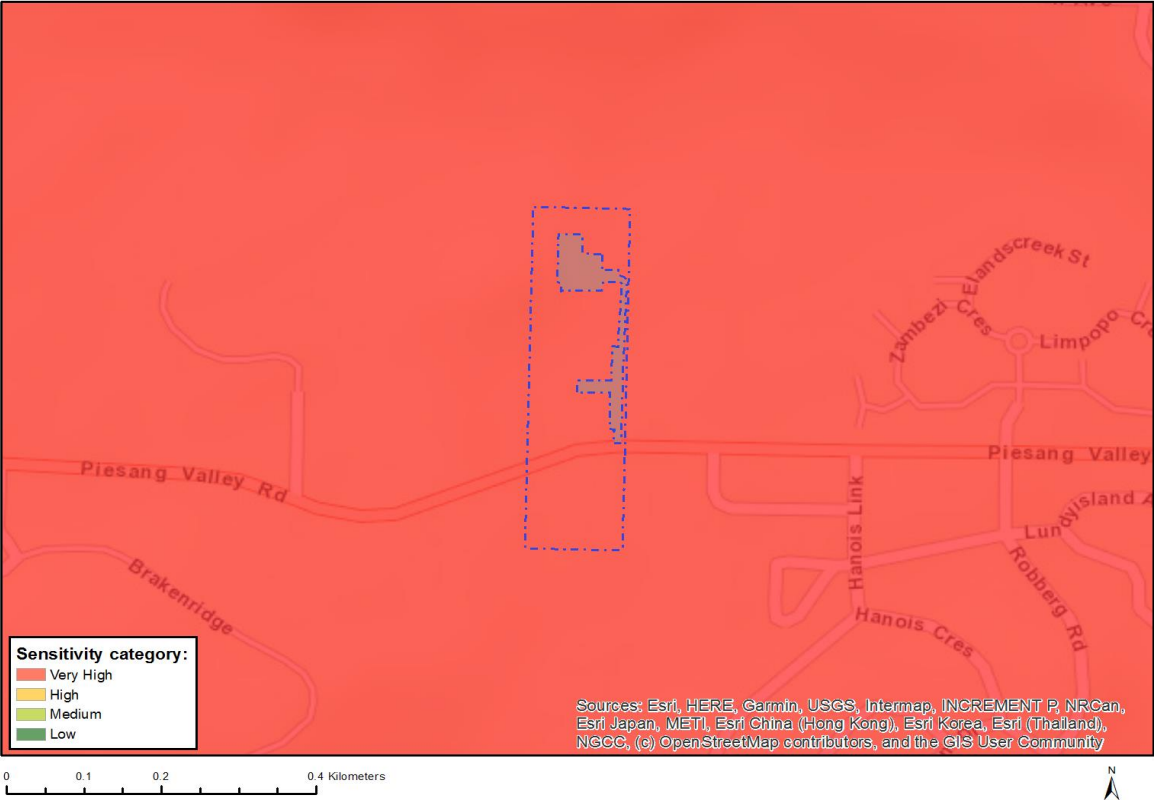 Elandscreek St
Zambezi Cres
Limpopo
Piesang Valley Rd
Piesang Valley
Hanois Link
Lundyisland A
Robberg Rd
Brakenridge
Hanois Cres
Sensitivity category:
Very High
High
Medium
Low
Sources: Esri, HERE, Garmin, USGS, Intermap, INCREMENT P, NRCan,
Esri Japan, METI, Esri China (Hong Kong), Esri Korea, Esri (Thailand),
NGCC, (c) OpenStreetMap contributors, and the GIS User Community
0 0.1 0.2 0.4 Kilometers
N